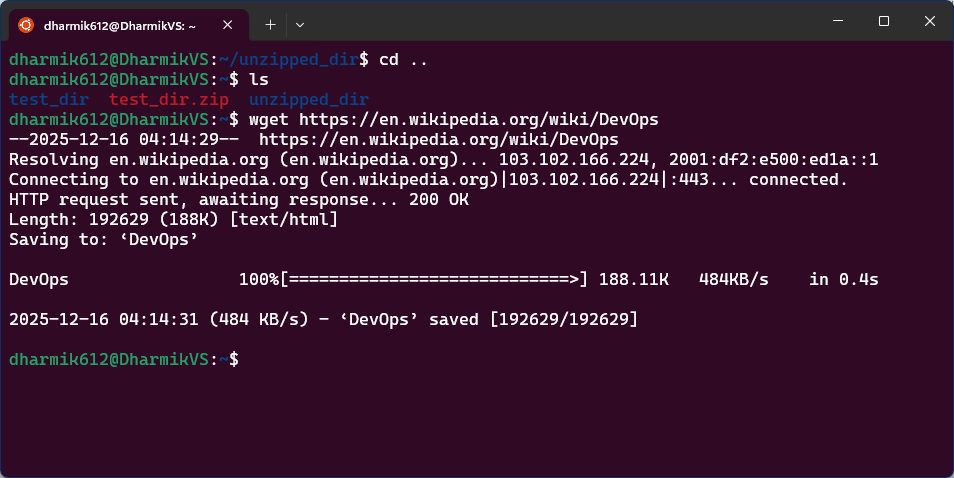 dharmik612@DharmikVS: ~
dharmik612@DharmikVS:~/unzipped_dir$ cd ..
dharmik612@DharmikVS:~$ ls
test_dir  test_dir.zip  unzipped_dir
dharmik612@DharmikVS:~$ wget https://en.wikipedia.org/wiki/DevOps
--2025-12-16 04:14:29--  https://en.wikipedia.org/wiki/DevOps
Resolving en.wikipedia.org (en.wikipedia.org)... 103.102.166.224, 2001:df2:e500:ed1a::1
Connecting to en.wikipedia.org (en.wikipedia.org)|103.102.166.224|:443... connected.
HTTP request sent, awaiting response... 200 OK
Length: 192629 (188K) [text/html]
Saving to: ‘DevOps’
DevOps                 100%[============================>] 188.11K   484KB/s    in 0.4s
2025-12-16 04:14:31 (484 KB/s) - ‘DevOps’ saved [192629/192629]
dharmik612@DharmikVS:~$